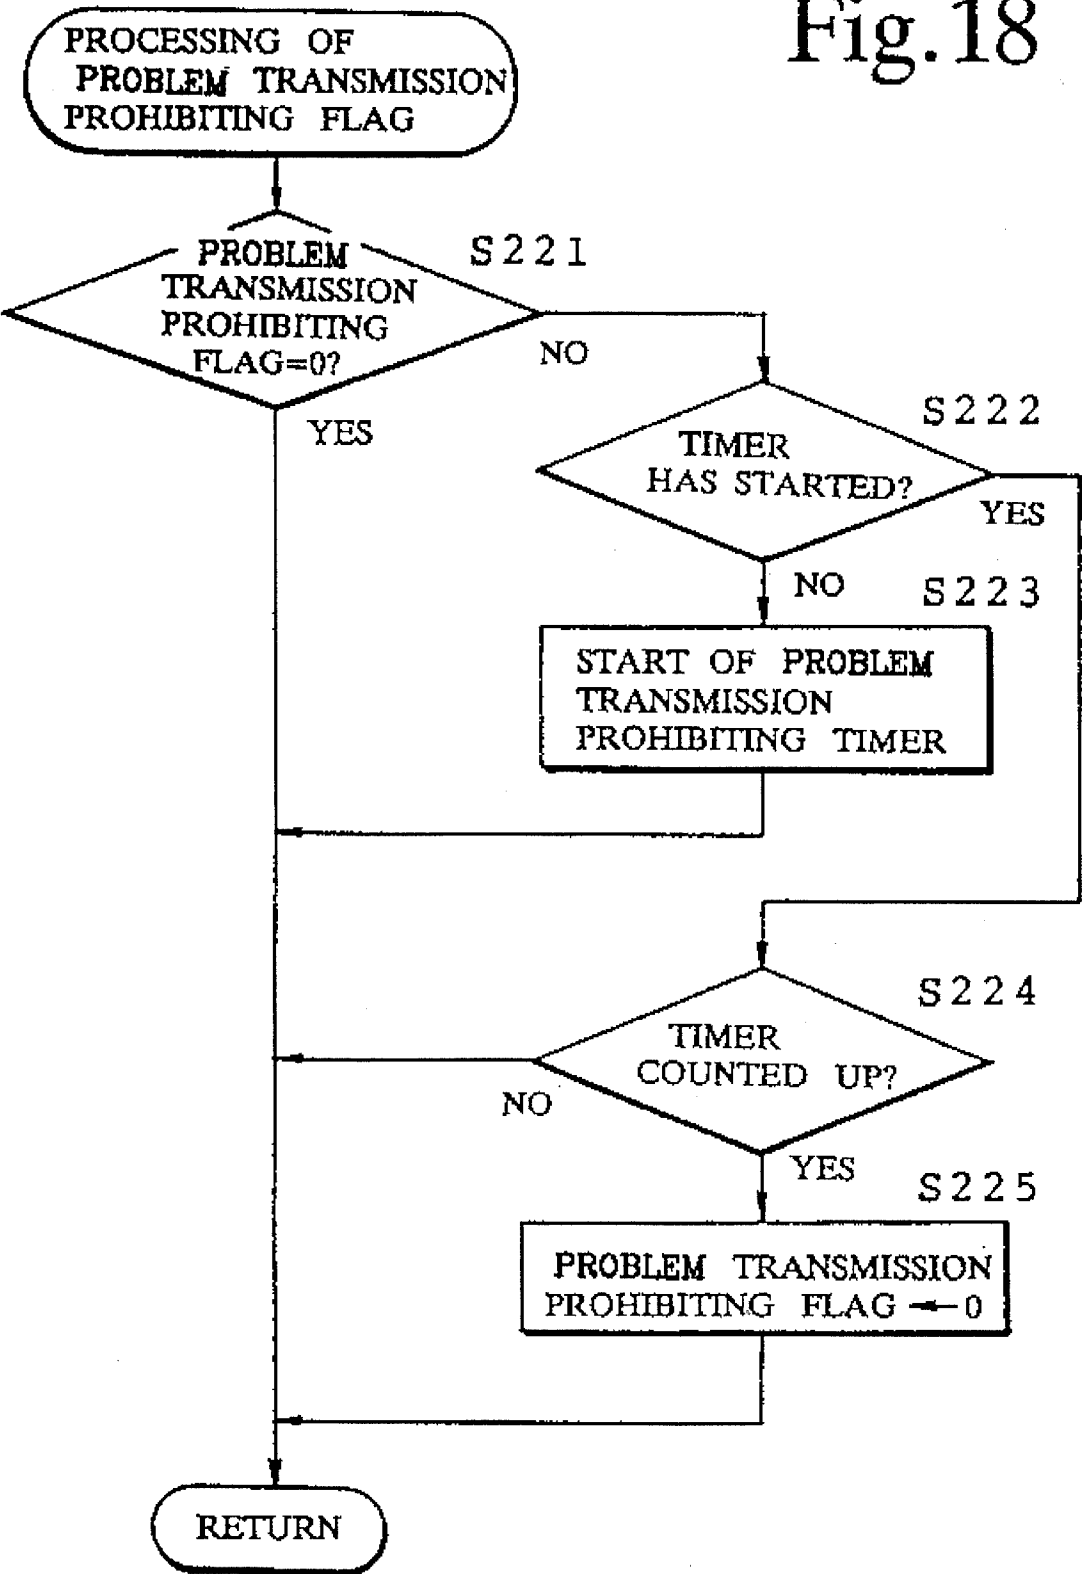 Fig.18
PROCESSING OF
PROBLEM TRANSMISSION
PROHIBITING FLAG
S221
PROBLEM
TRANSMISSION
PROHIBITING
FLAG=0?
NO
YES
S222
TIMER
HAS STARTED?
YES
NO
S223
START OF PROBLEM
TRANSMISSION
PROHIBITING TIMER
S224
TIMER
COUNTED UP?
NO
YES
S225
PROBLEM TRANSMISSION
PROHIBITING FLAG ← 0
RETURN